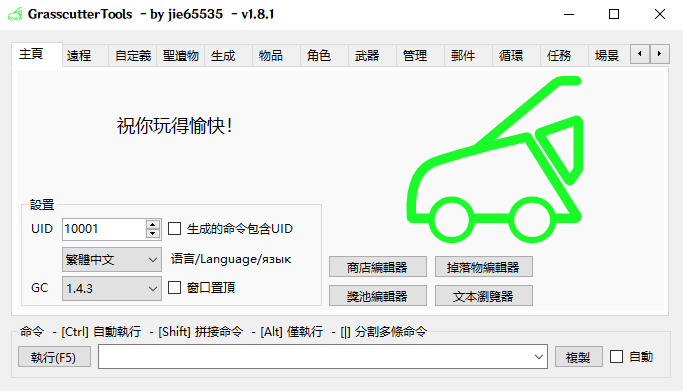 GrasscutterTools - by jie65535 - v1.8.1
主頁 遠程 自定義 聖遺物 生成 物品 角色 武器 管理 郵件 循環 任務 場景
祝你玩得愉快!
設置
UID 10001 生成的命令包含UID
繁體中文 语言/Language/язык
GC 1.4.3 窗口置頂
商店編輯器 掉落物編輯器
獎池編輯器 文本瀏覽器
命令 - [Ctrl] 自動執行 - [Shift] 拼接命令 - [Alt] 僅執行 - [|] 分割多條命令
執行(F5) 複製 自動